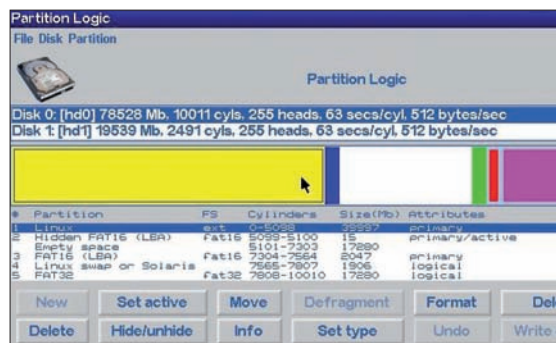 Partition Logic
File Disk Partition
Partition Logic
Disk 0: [hd0] 78528 Mb, 10011 cyls, 255 heads, 63 secs/cyl, 512 bytes/sec
Disk 1: [hd1] 19539 Mb, 2491 cyls, 255 heads, 63 secs/cyl, 512 bytes/sec
# Partition FS Cylinders Size(Mb) Attributes
1 Linux ext 0-5098 39997 primary
2 Hidden FAT16 (LBA) fat16 5099-5100 15 primary/active
Empty space 5101-7303 17280
3 FAT16 (LBA) fat16 7304-7564 2047 primary
4 Linux swap or Solaris 7565-7807 1906 logical
5 FAT32 fat32 7808-10010 17280 logical
New Set active Move Defragment Format Del
Delete Hide/unhide Info Set type Undo Write